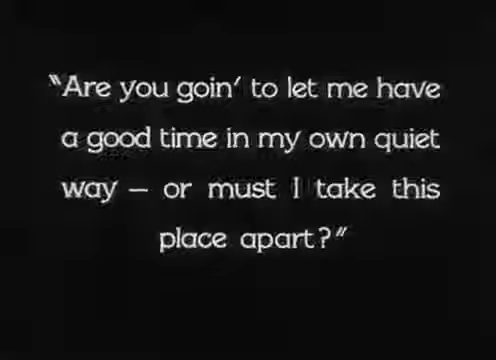 "Are you goin' to let me have
a good time in my own quiet
way — or must I take this
place apart?"